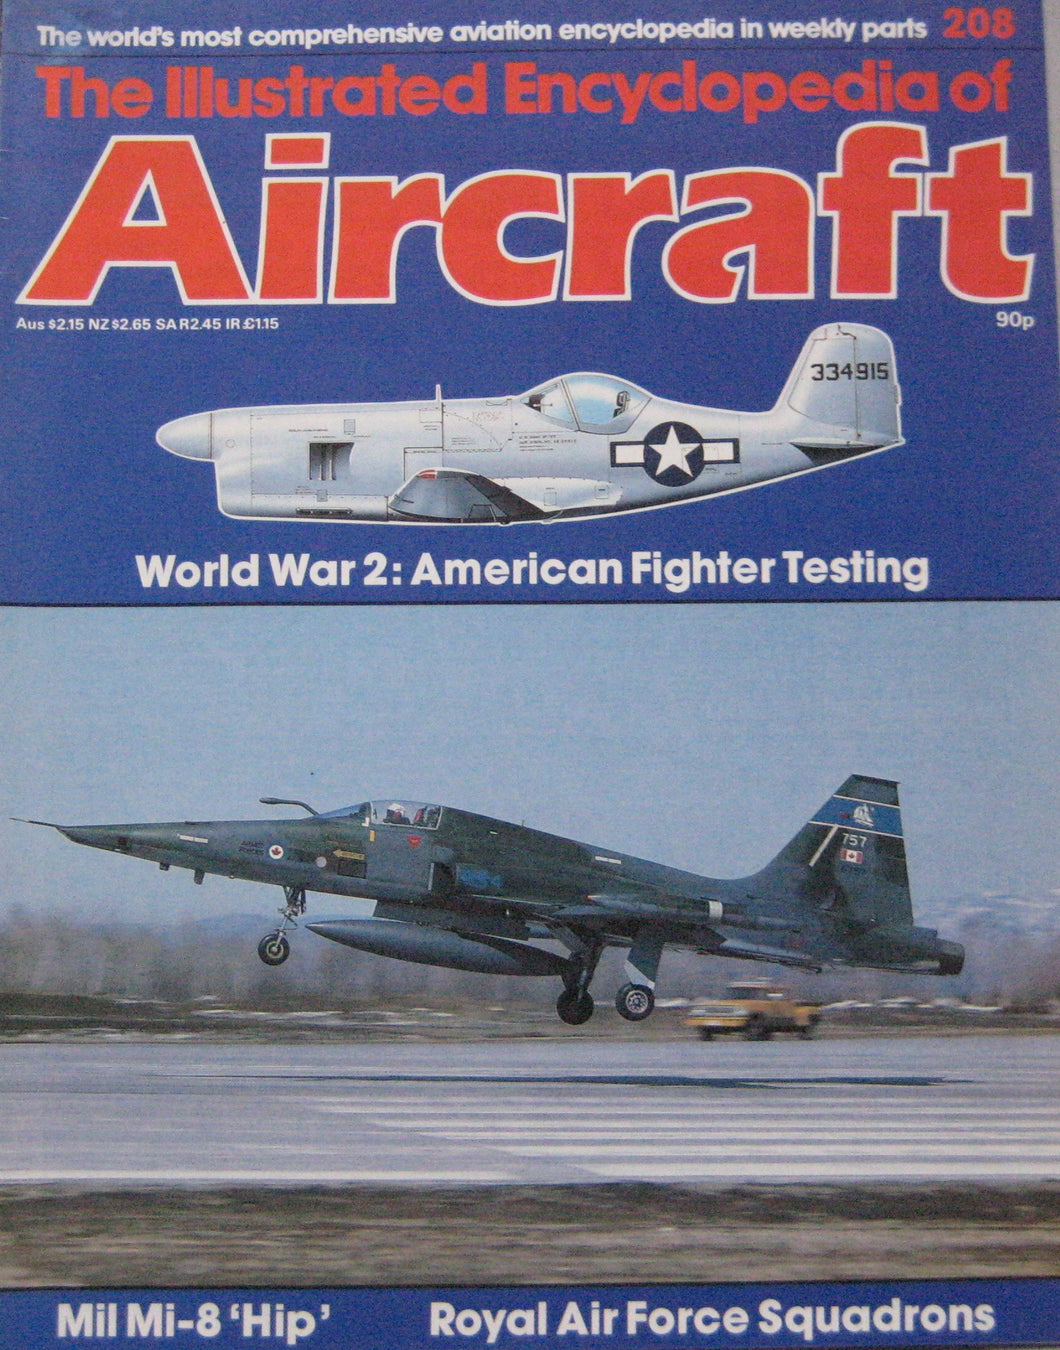 The world's most comprehensive aviation encyclopedia in weekly parts 208
The Illustrated Encyclopedia of
Aircraft
Aus $2.15 NZ $2.65 SA R2.45 IR £1.15
90p
334915
World War 2: American Fighter Testing
757
Mil Mi-8 'Hip'
Royal Air Force Squadrons